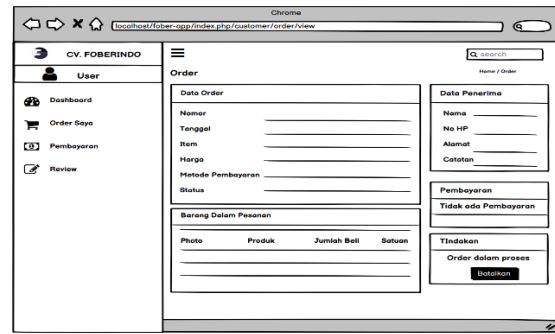 Chrome
localhost/fober-app/index.php/customer/order/view
CV. FOBERINDO
User
Dashboard
Order Saya
Pembayaran
Review
search
Order
Home / Order
Data Order
Nomor
Tanggal
Item
Harga
Metode Pembayaran
Status
Barang Dalam Pesanan
Photo Produk Jumlah Beli Satuan
Data Penerima
Nama
No HP
Alamat
Catatan
Pembayaran
Tidak ada Pembayaran
TIndakan
Order dalam proses
Batalkan